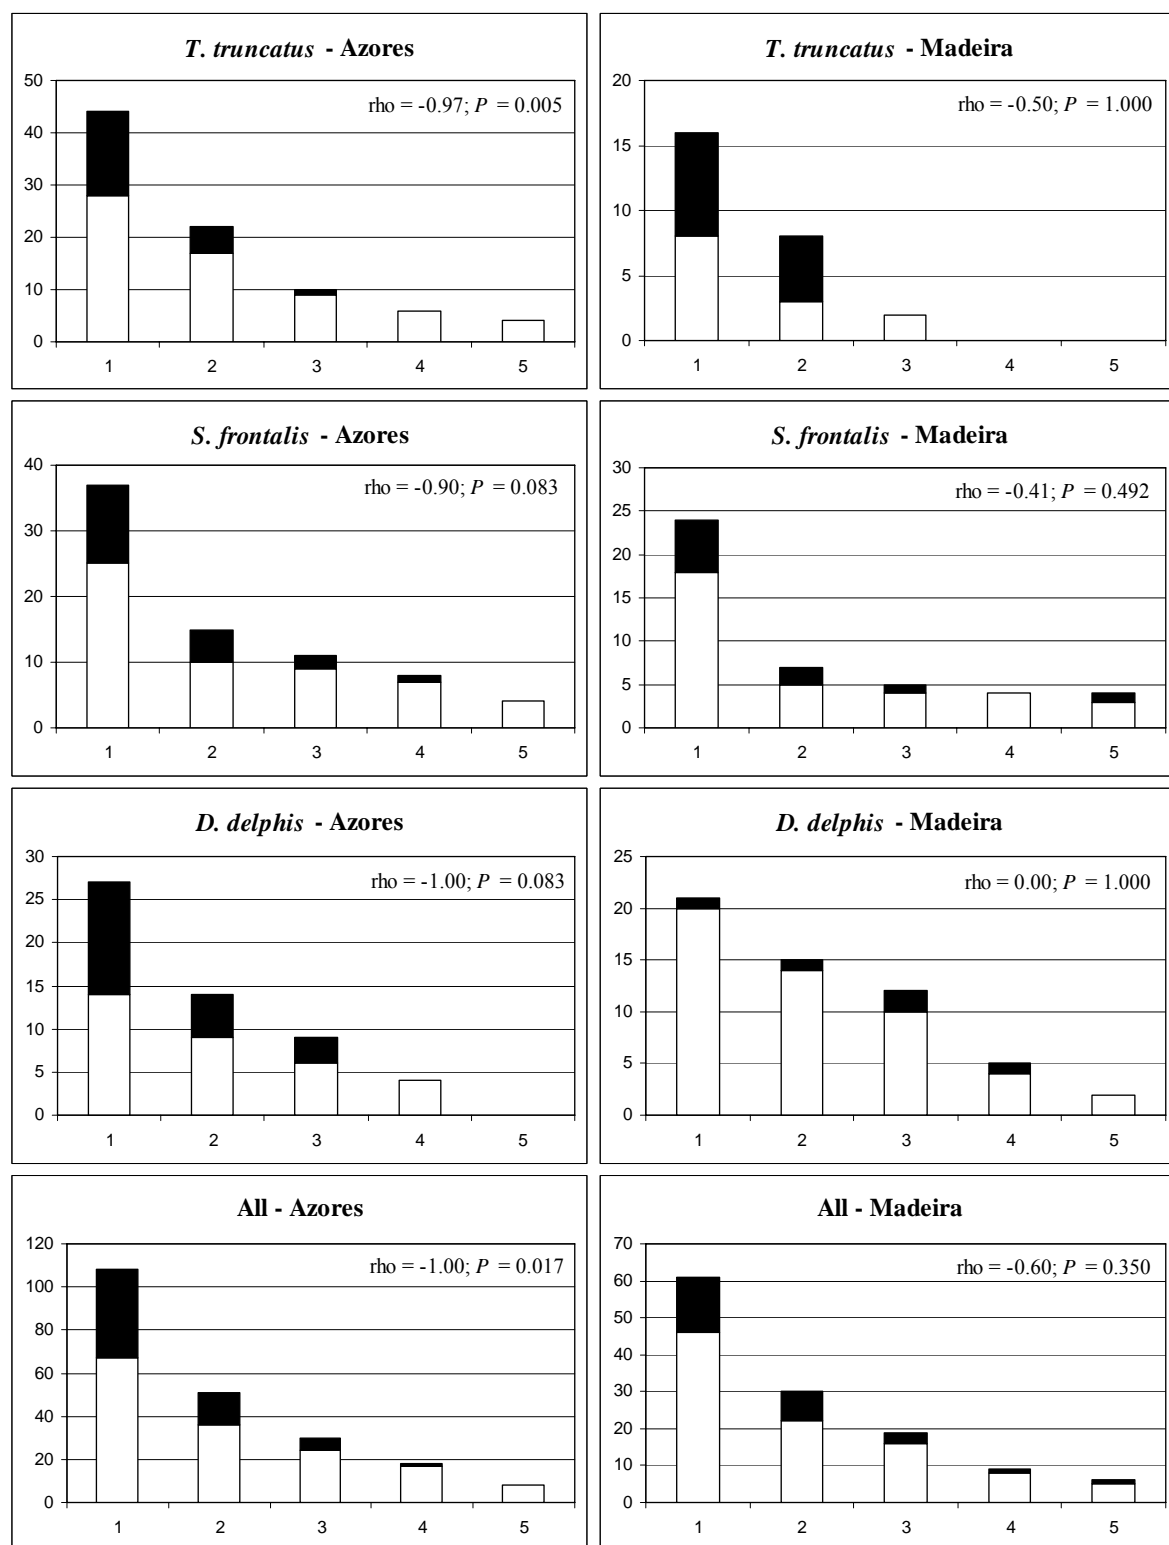 T. truncatus - Azores
rho = -0.97; P = 0.005
50
40
30
20
10
0
1 2 3 4 5
T. truncatus - Madeira
rho = -0.50; P = 1.000
20
15
10
5
0
1 2 3 4 5
S. frontalis - Azores
rho = -0.90; P = 0.083
40
30
20
10
0
1 2 3 4 5
S. frontalis - Madeira
rho = -0.41; P = 0.492
30
25
20
15
10
5
0
1 2 3 4 5
D. delphis - Azores
rho = -1.00; P = 0.083
30
25
20
15
10
5
0
1 2 3 4 5
D. delphis - Madeira
rho = 0.00; P = 1.000
25
20
15
10
5
0
1 2 3 4 5
All - Azores
rho = -1.00; P = 0.017
120
100
80
60
40
20
0
1 2 3 4 5
All - Madeira
rho = -0.60; P = 0.350
70
60
50
40
30
20
10
0
1 2 3 4 5